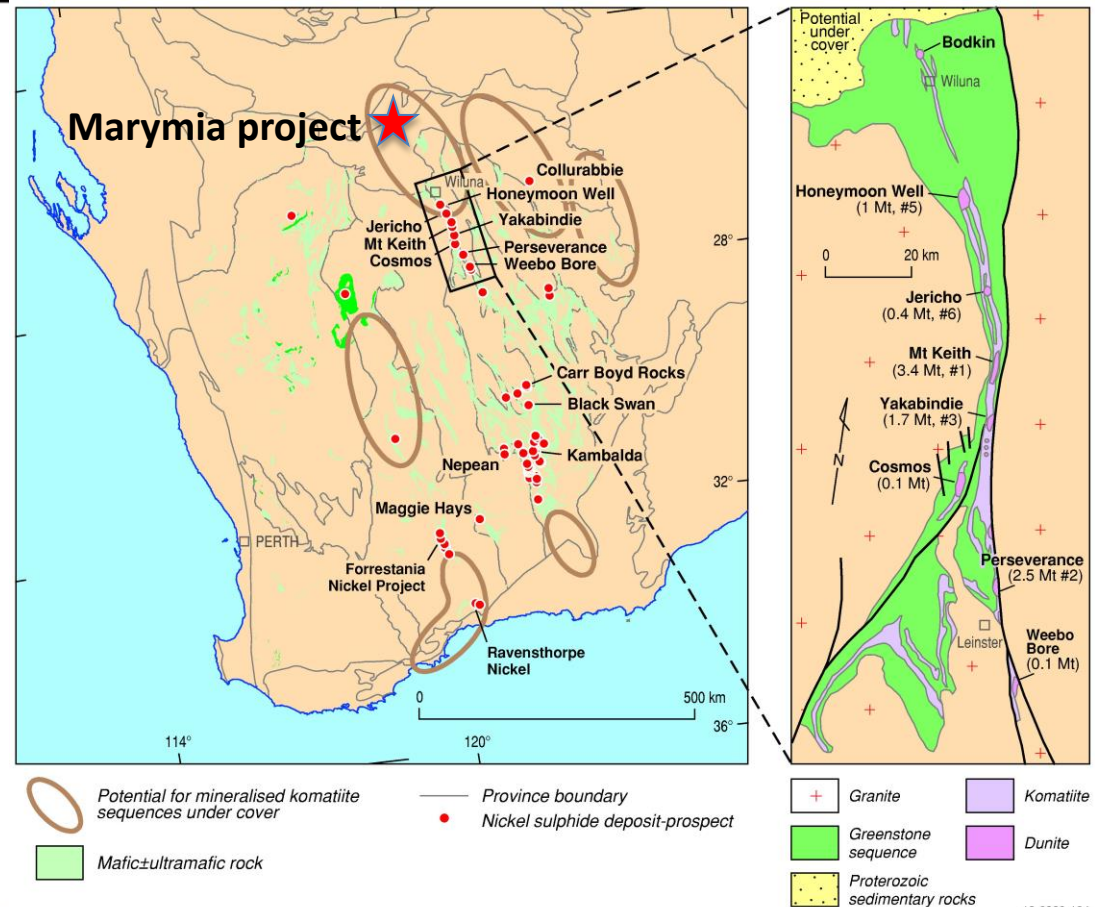 Marymia project
Wiluna
Collurabbie
Honeymoon Well
Jericho
Yakabindie
Mt Keith
Cosmos
Perseverance
Weebo Bore
28°
Carr Boyd Rocks
Black Swan
Nepean
Kambalda
32°
Maggie Hays
PERTH
Forrestania
Nickel Project
Ravensthorpe
Nickel
0
500 km
36°
114°
120°
Potential
under
cover
Bodkin
Wiluna
Honeymoon Well
(1 Mt, #5)
0
20 km
Jericho
(0.4 Mt, #6)
Mt Keith
(3.4 Mt, #1)
Yakabindie
(1.7 Mt, #3)
N
Cosmos
(0.1 Mt)
Perseverance
(2.5 Mt #2)
Leinster
Weebo
Bore
(0.1 Mt)
Potential for mineralised komatiite
sequences under cover
Mafic±ultramafic rock
Province boundary
Nickel sulphide deposit-prospect
Granite
Komatiite
Greenstone
sequence
Dunite
Proterozoic
sedimentary rocks